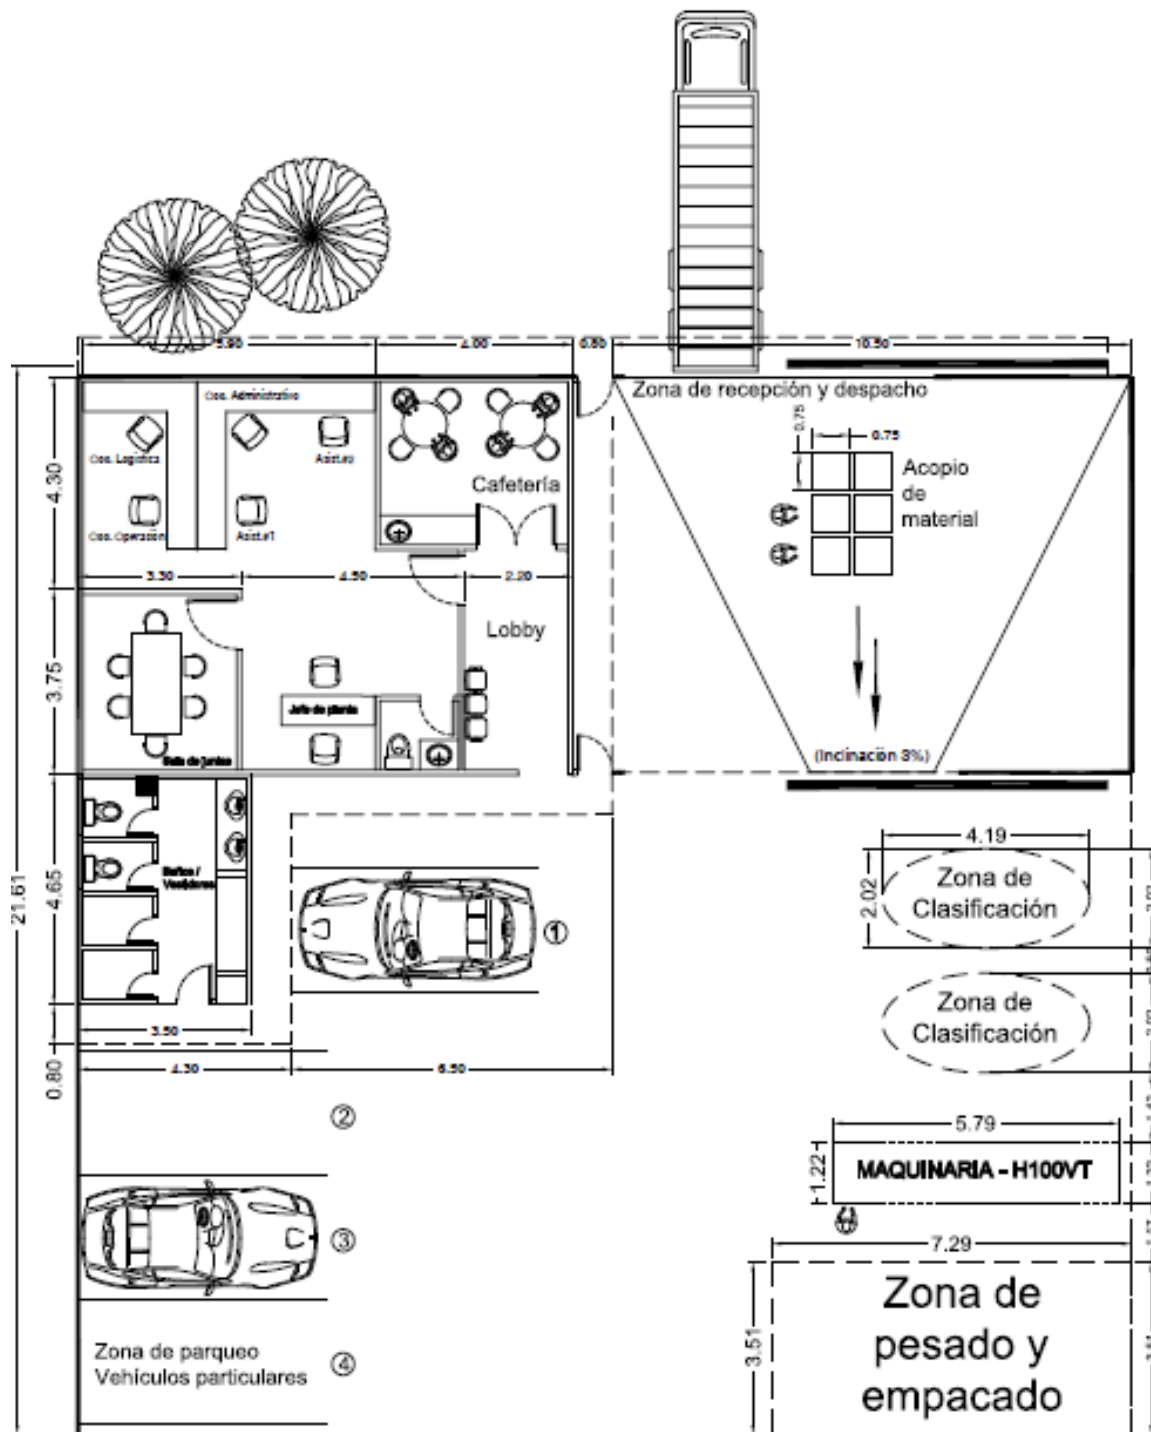 5.90
4.00
0.80
10.50
Zona de recepción y despacho
Coo. Administrativo
0.75
0.75
Coo. Logística
Asist.#2
Cafetería
Acopio
de
material
4.30
Coo. Operación
Asist.#1
3.30
4.50
2.20
Lobby
3.75
Jefe de planta
Sala de juntas
(Inclinación 3%)
4.19
Zona de
Clasificación
2.02
Baños /
Vestidores
4.65
21.61
1
Zona de
Clasificación
3.50
0.80
4.30
6.50
2
5.79
1.22
MAQUINARIA - H100VT
3
7.29
Zona de
pesado y
empacado
3.51
Zona de parqueo
Vehículos particulares
4